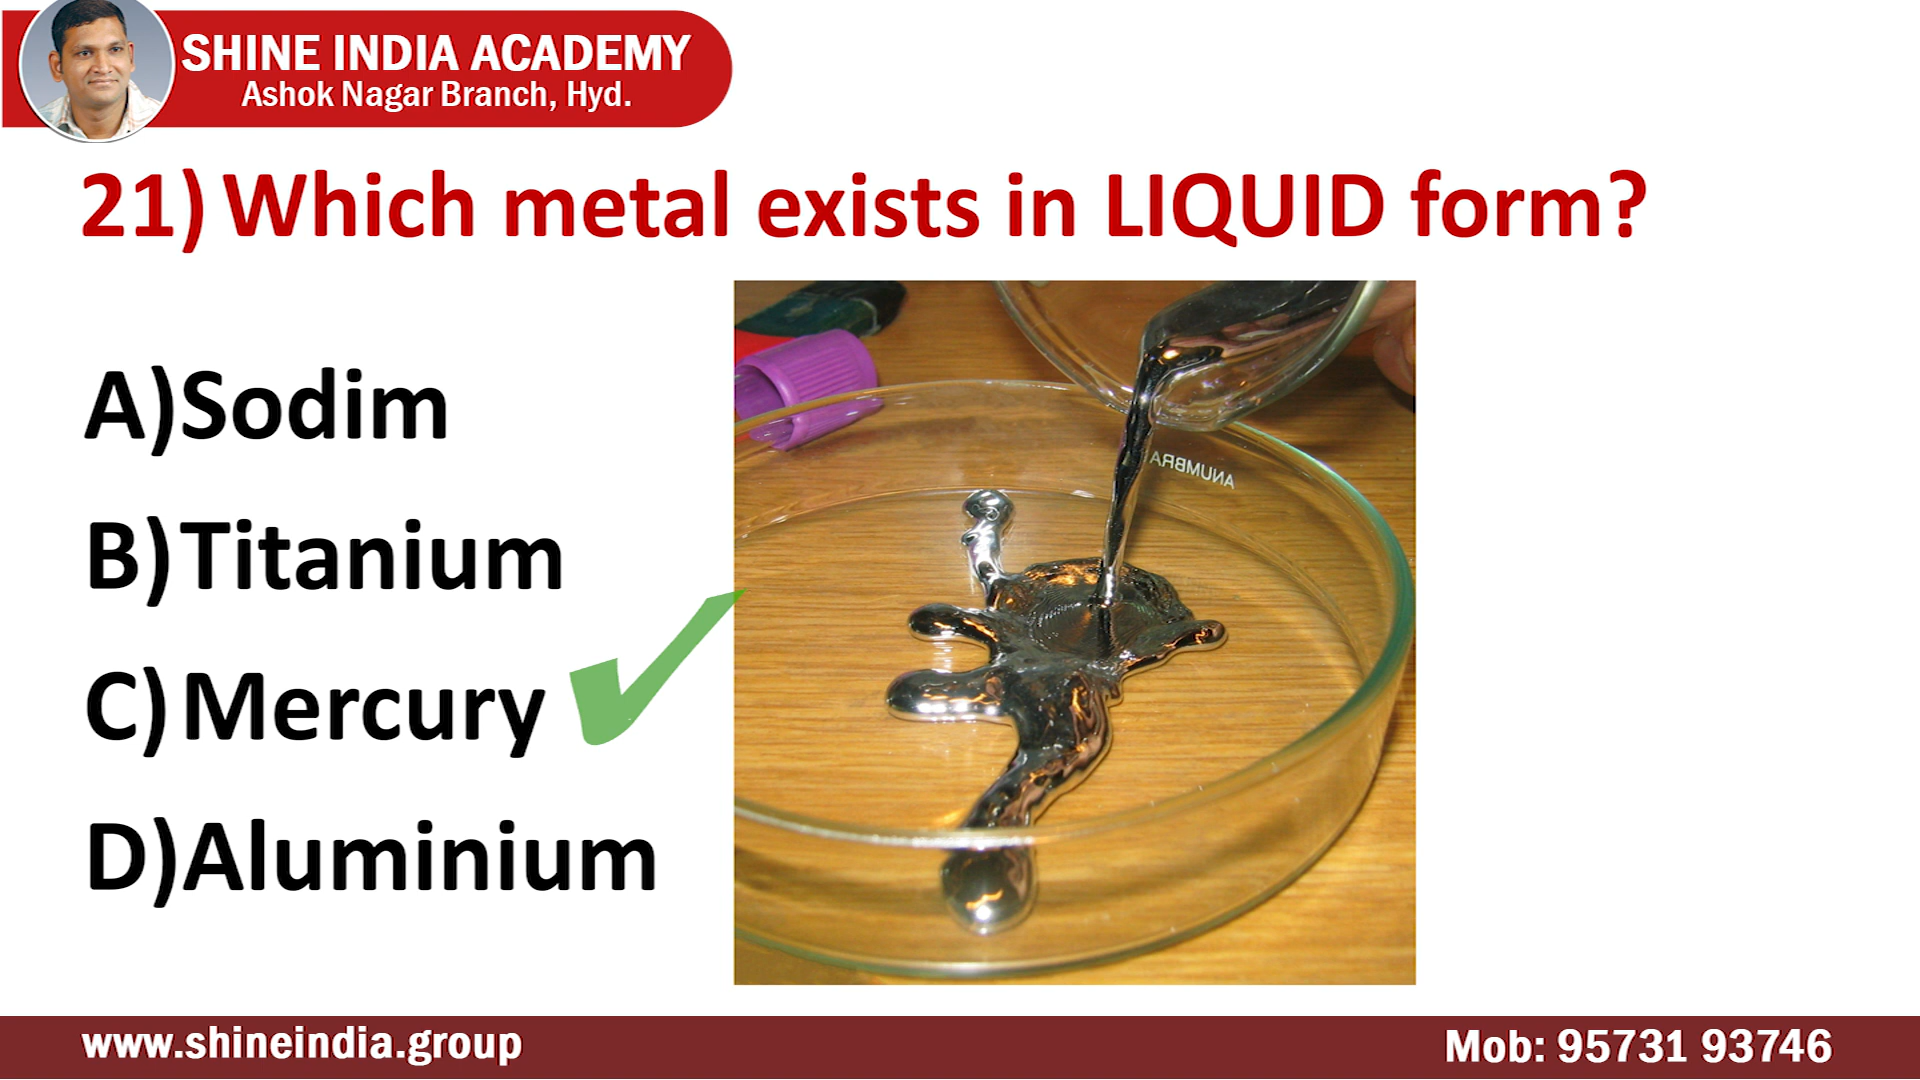 SHINE INDIA ACADEMY
Ashok Nagar Branch, Hyd.
21) Which metal exists in LIQUID form?
A)Sodim
B)Titanium
C)Mercury
D)Aluminium
ANUMBRA
www.shineindia.group
Mob: 95731 93746